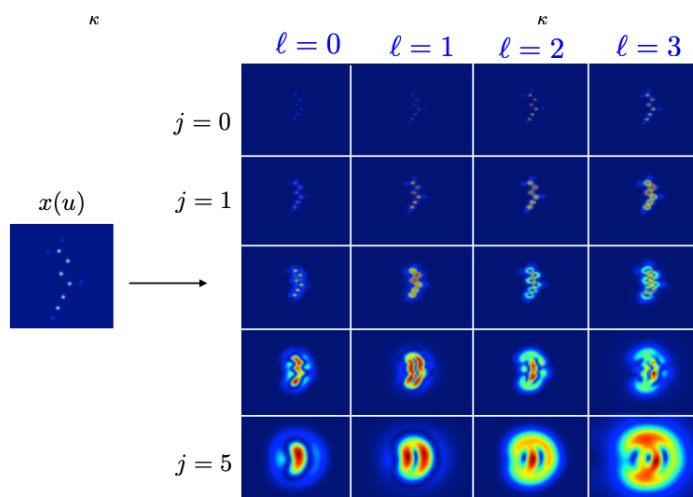 κ κ
ℓ = 0 ℓ = 1 ℓ = 2 ℓ = 3
j = 0
j = 1
x(u)
j = 5